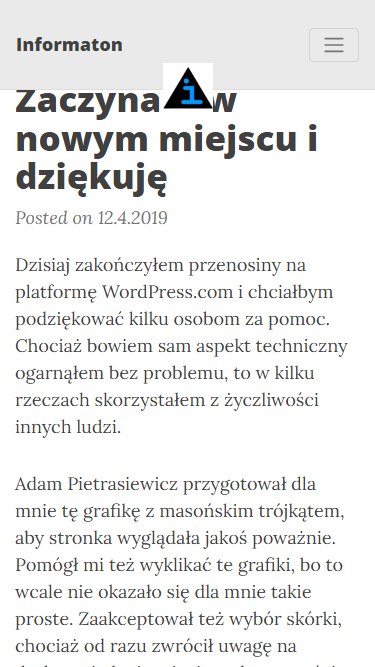 Informaton
i
Zaczyna w
nowym miejscu i
dziękuję
Posted on 12.4.2019
Dzisiaj zakończyłem przenosiny na
platformę WordPress.com i chciałbym
podziękować kilku osobom za pomoc.
Chociaż bowiem sam aspekt techniczny
ogarnąłem bez problemu, to w kilku
rzeczach skorzystałem z życzliwości
innych ludzi.
Adam Pietrasiewicz przygotował dla
mnie tę grafikę z masońskim trójkątem,
aby stronka wyglądała jakoś poważnie.
Pomógł mi też wyklikać te grafiki, bo to
wcale nie okazało się dla mnie takie
proste. Zaakceptował też wybór skórki,
chociaż od razu zwrócił uwagę na